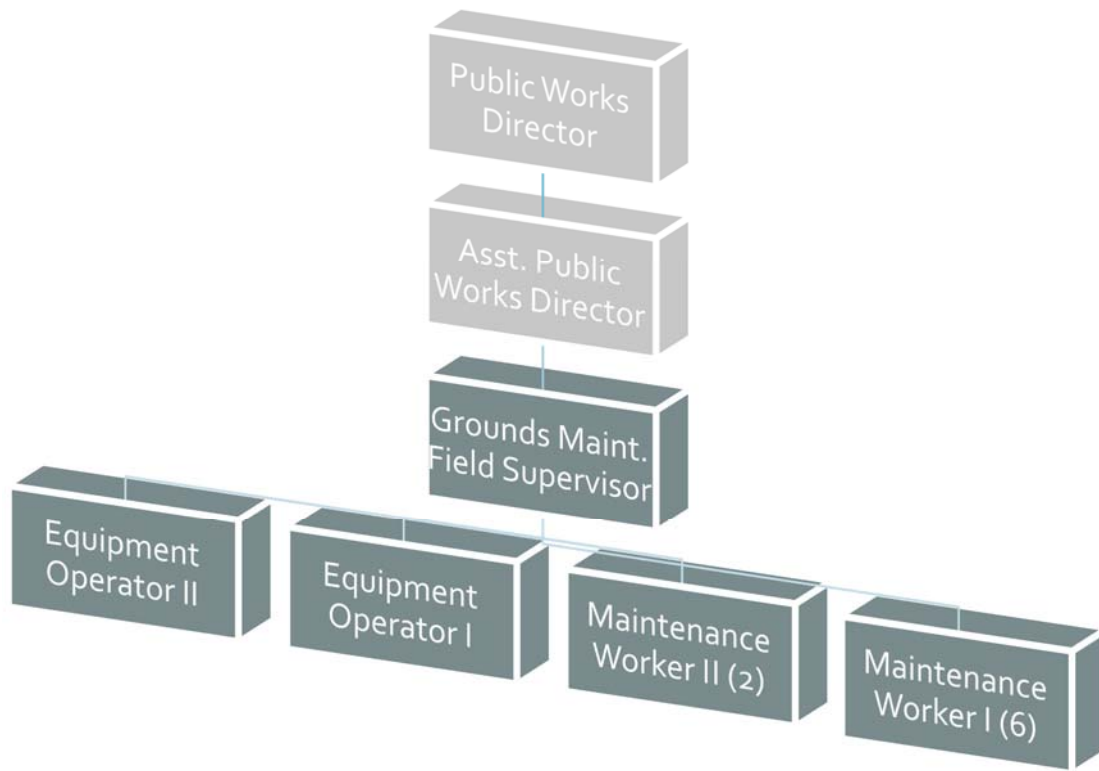 Public Works
Director
Asst. Public
Works Director
Grounds Maint.
Field Supervisor
Equipment
Operator II
Equipment
Operator I
Maintenance
Worker II (2)
Maintenance
Worker I (6)